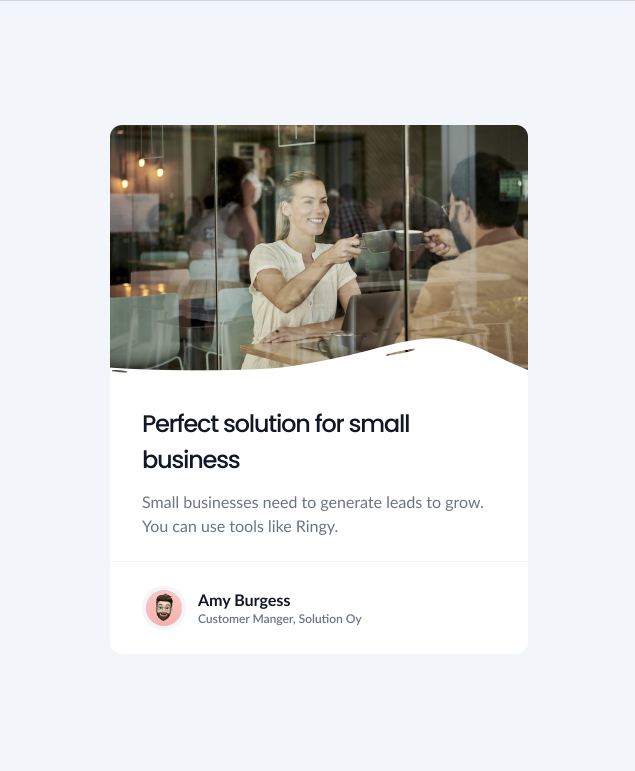 Perfect solution for small
business
Small businesses need to generate leads to grow.
You can use tools like Ringy.
Amy Burgess
Customer Manger, Solution Oy